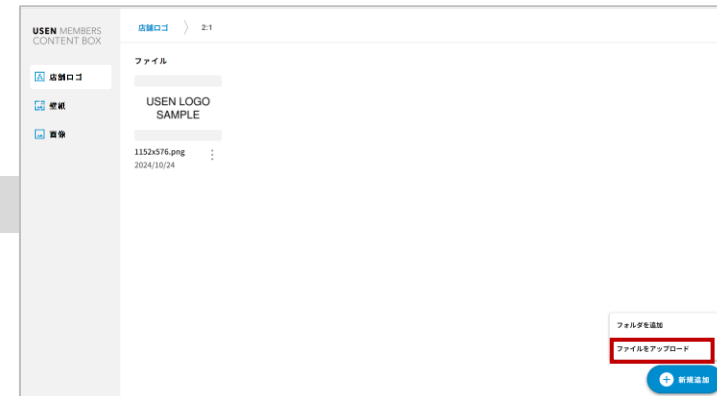 USEN MEMBERS
CONTENT BOX
店舗ロゴ
壁紙
画像
店舗ロゴ 〉 2:1
ファイル
USEN LOGO
SAMPLE
1152x576.png
2024/10/24
フォルダを追加
ファイルをアップロード
新規追加